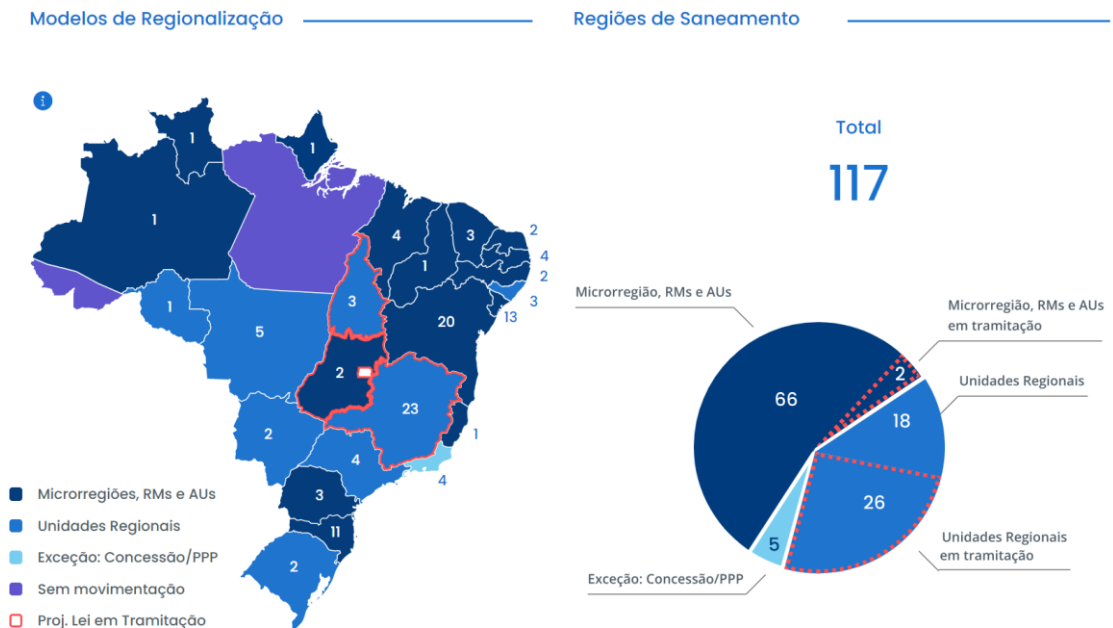 Modelos de Regionalização
Regiões de Saneamento
i
Total
117
1
1
1
4
3
2
4
2
3
13
1
3
1
5
20
2
23
2
4
1
4
3
11
2
Microrregiões, RMs e AUs
Unidades Regionais
Exceção: Concessão/PPP
Sem movimentação
Proj. Lei em Tramitação
Microrregião, RMs e AUs
Microrregião, RMs e AUs
em tramitação
Unidades Regionais
Unidades Regionais
em tramitação
Exceção: Concessão/PPP
66
2
18
26
5